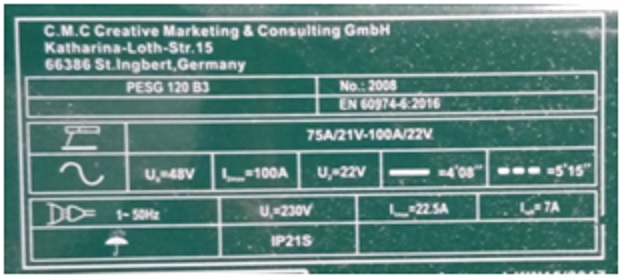 C.M.C Creative Marketing & Consulting GmbH
Katharina-Loth-Str.15
66386 St.Ingbert,Germany
PESG 120 B3 No.: 2008
EN 60974-6:2016
75A/21V-100A/22V
U₀=48V I₂ₘₐₓ=100A U₂=22V =4'08'' =5'15''
1~ 50Hz U₁=230V I₁ₘₐₓ=22.5A I₁eff= 7A
IP21S